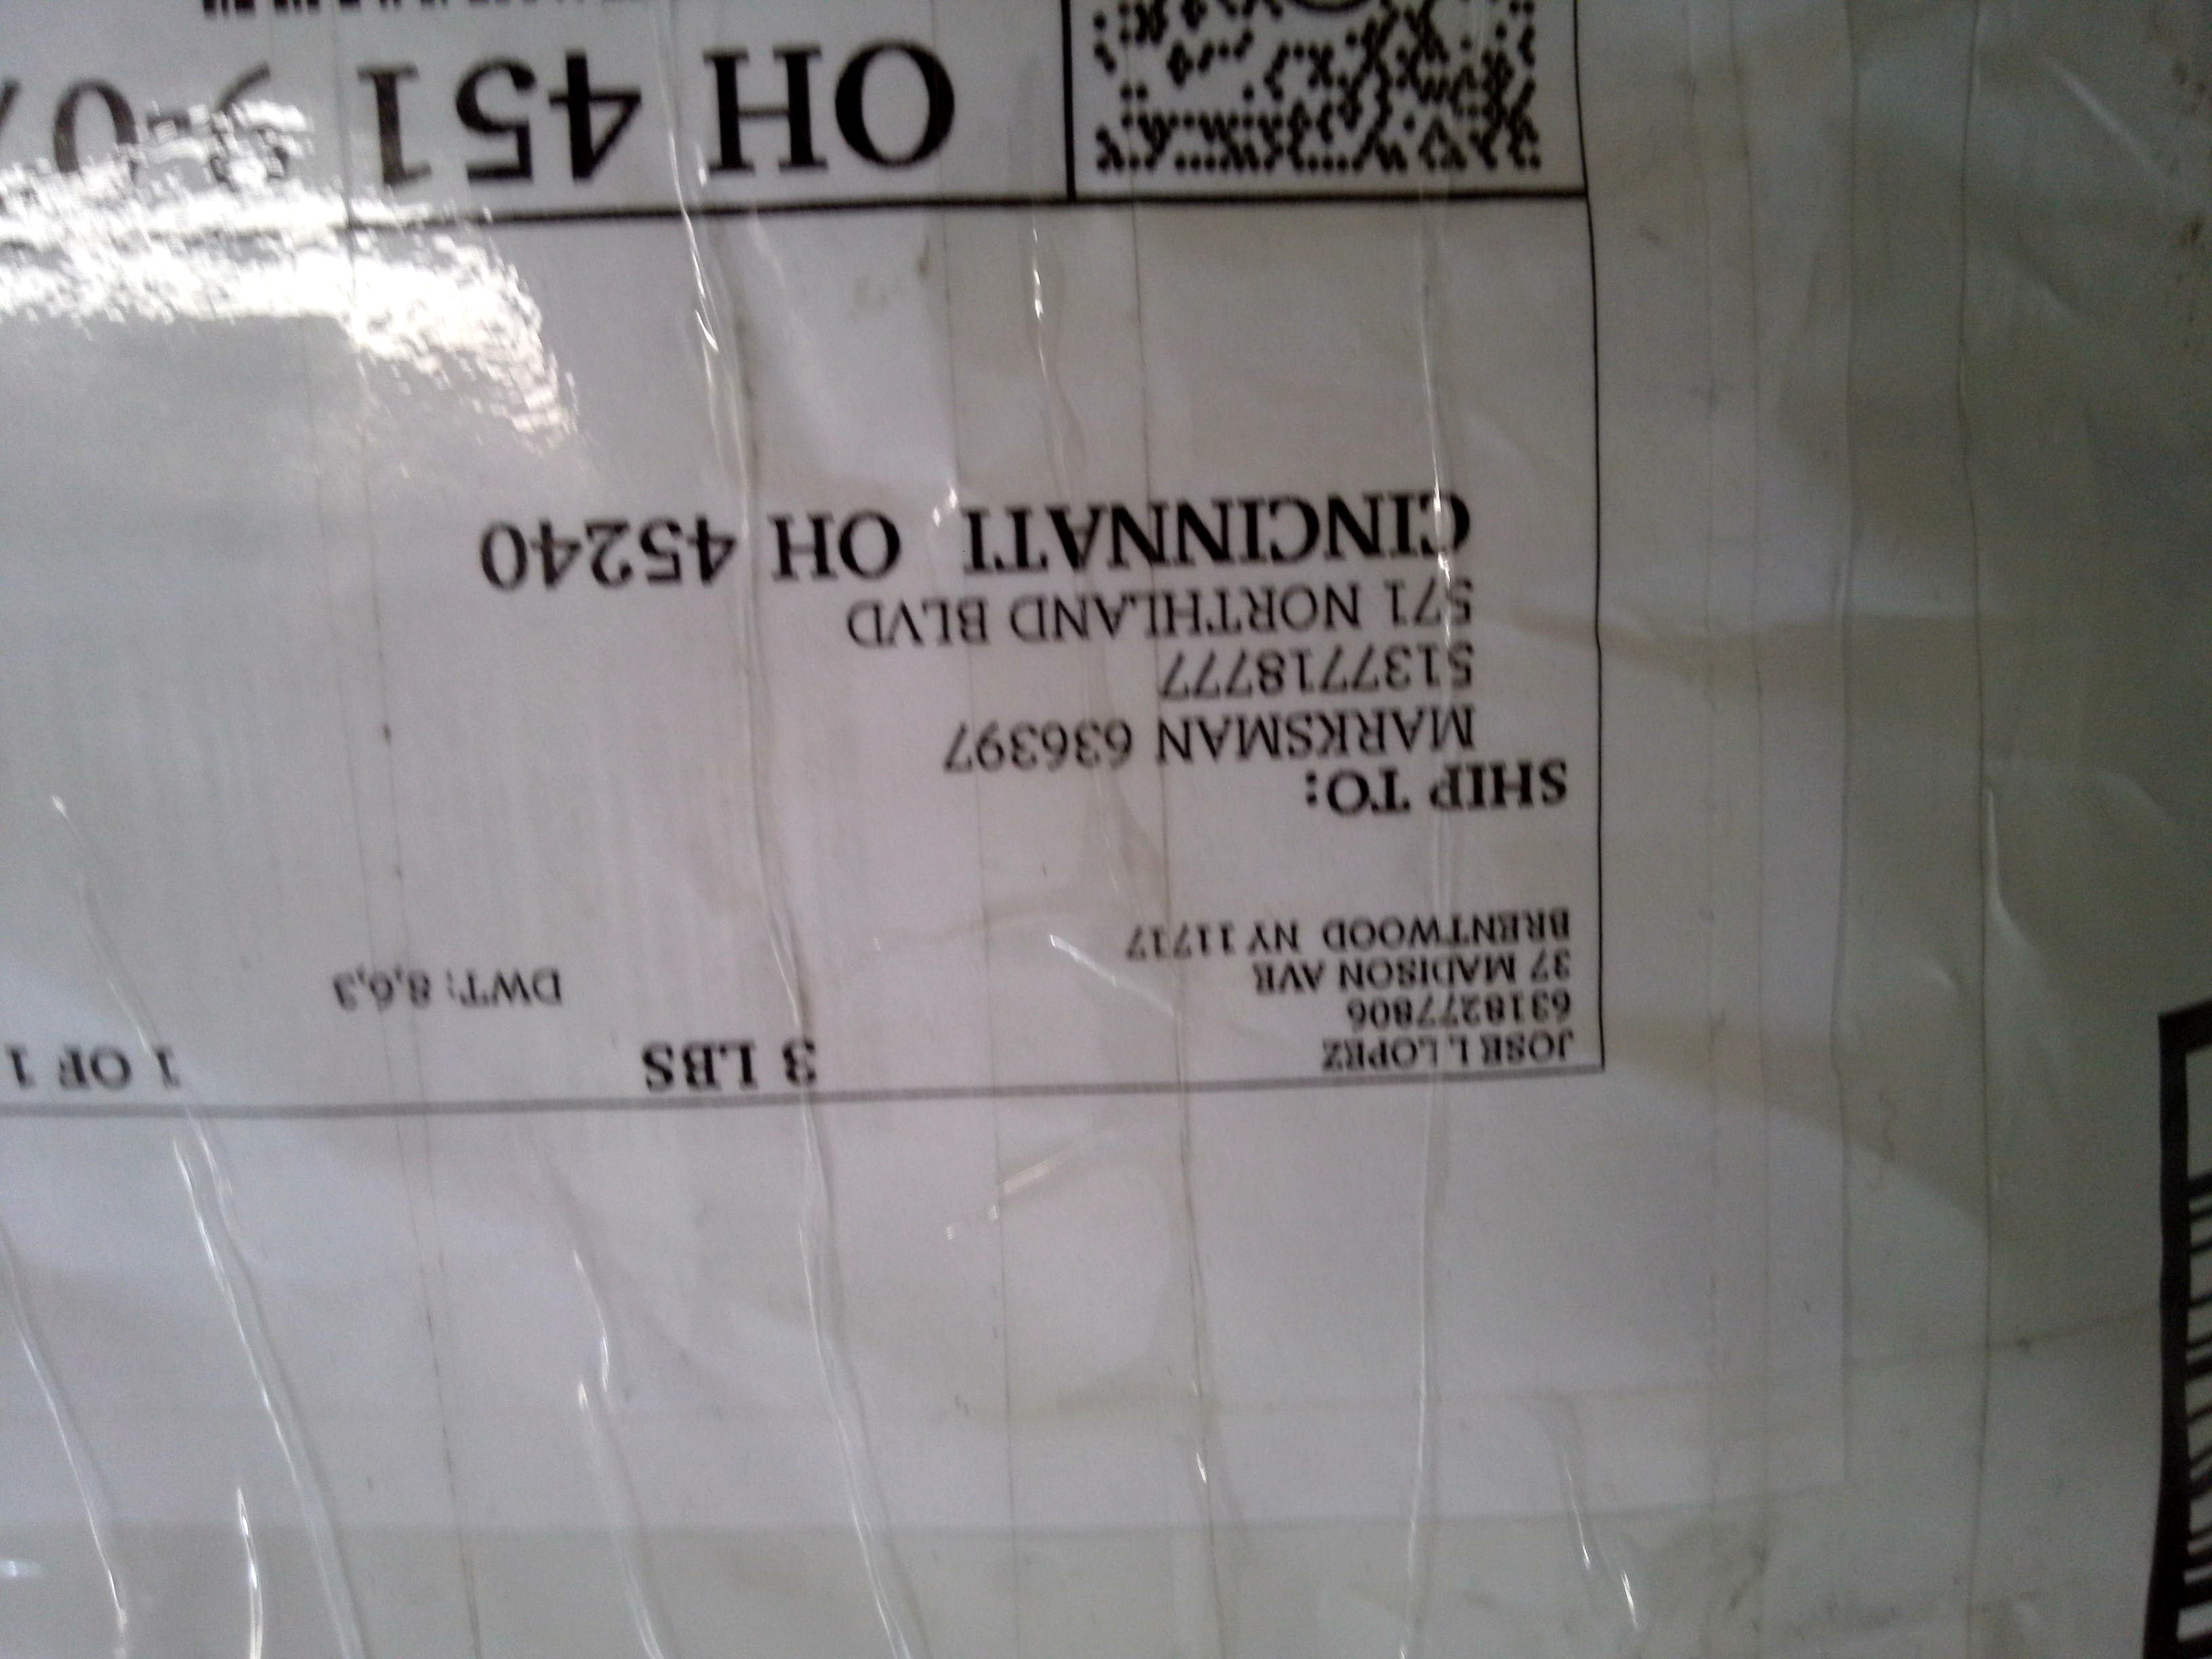 JOSE L LOPEZ
6318277806
37 MADISON AVE
BRENTWOOD NY 11717
3 LBS
1 OF 1
DWT: 8,6,3
SHIP TO:
MARKSMAN 636397
5137718777
571 NORTHLAND BLVD
CINCINNATI OH 45240
OH 451